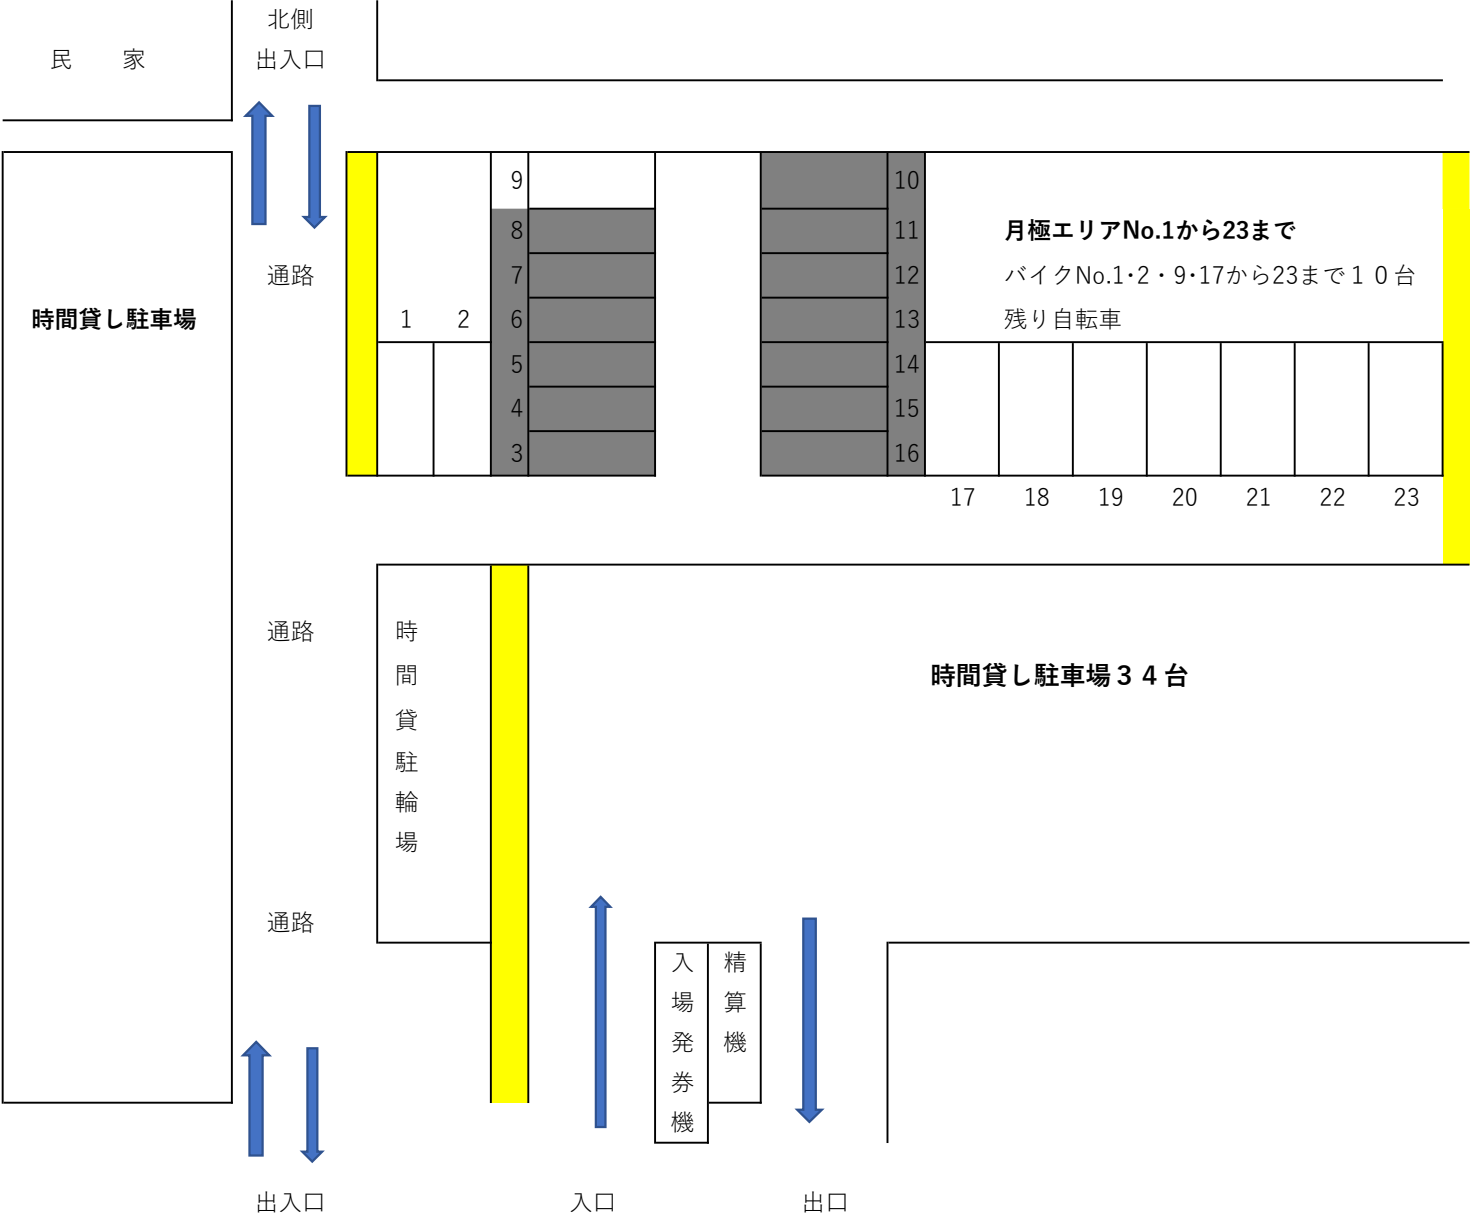 北側
出入口
民　　家
9
8
7
6
5
4
3
10
11
12
13
14
15
16
月極エリアNo.1から23まで
バイクNo.1･2・9･17から23まで１０台
残り自転車
通路
時間貸し駐車場
1 2
17 18 19 20 21 22 23
通路
時間貸駐輪場
時間貸し駐車場３４台
通路
入場発券機
精算機
出入口
入口
出口